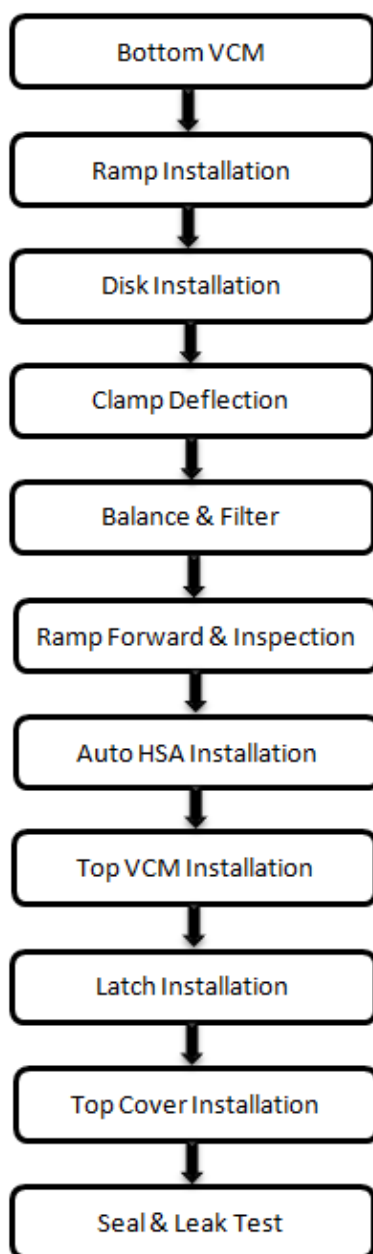 Bottom VCM
Ramp Installation
Disk Installation
Clamp Deflection
Balance & Filter
Ramp Forward & Inspection
Auto HSA Installation
Top VCM Installation
Latch Installation
Top Cover Installation
Seal & Leak Test